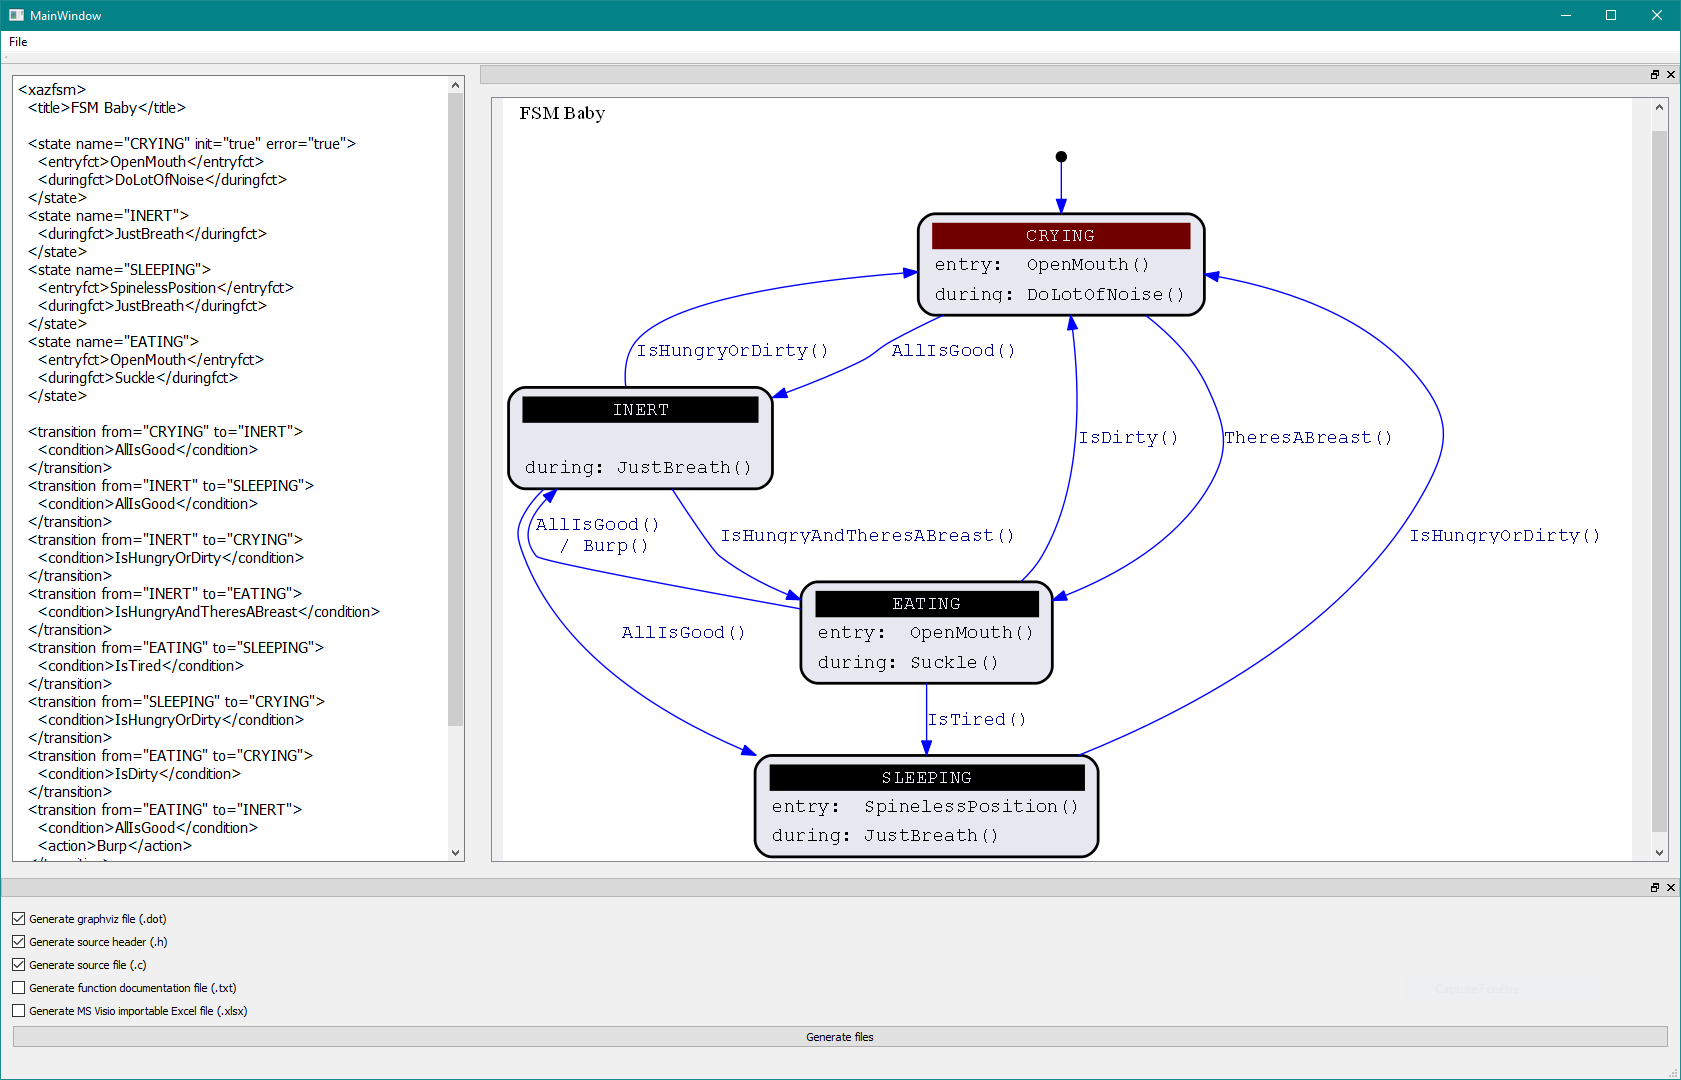 MainWindow
File
<xazfsm>
<title>FSM Baby</title>
<state name="CRYING" init="true" error="true">
<entryfct>OpenMouth</entryfct>
<duringfct>DoLotOfNoise</duringfct>
</state>
<state name="INERT">
<duringfct>JustBreath</duringfct>
</state>
<state name="SLEEPING">
<entryfct>SpinelessPosition</entryfct>
<duringfct>JustBreath</duringfct>
</state>
<state name="EATING">
<entryfct>OpenMouth</entryfct>
<duringfct>Suckle</duringfct>
</state>
<transition from="CRYING" to="INERT">
<condition>AllIsGood</condition>
</transition>
<transition from="INERT" to="SLEEPING">
<condition>AllIsGood</condition>
</transition>
<transition from="INERT" to="CRYING">
<condition>IsHungryOrDirty</condition>
</transition>
<transition from="INERT" to="EATING">
<condition>IsHungryAndTheresABreast</condition>
</transition>
<transition from="EATING" to="SLEEPING">
<condition>IsTired</condition>
</transition>
<transition from="SLEEPING" to="CRYING">
<condition>IsHungryOrDirty</condition>
</transition>
<transition from="EATING" to="CRYING">
<condition>IsDirty</condition>
</transition>
<transition from="EATING" to="INERT">
<condition>AllIsGood</condition>
<action>Burp</action>
FSM Baby
CRYING
entry: OpenMouth()
during: DoLotOfNoise()
IsHungryOrDirty()
AllIsGood()
INERT
during: JustBreath()
IsDirty()
TheresABreast()
AllIsGood()
/ Burp()
IsHungryAndTheresABreast()
IsHungryOrDirty()
EATING
entry: OpenMouth()
during: Suckle()
AllIsGood()
IsTired()
SLEEPING
entry: SpinelessPosition()
during: JustBreath()
Generate graphviz file (.dot)
Generate source header (.h)
Generate source file (.c)
Generate function documentation file (.txt)
Generate MS Visio importable Excel file (.xlsx)
Generate files